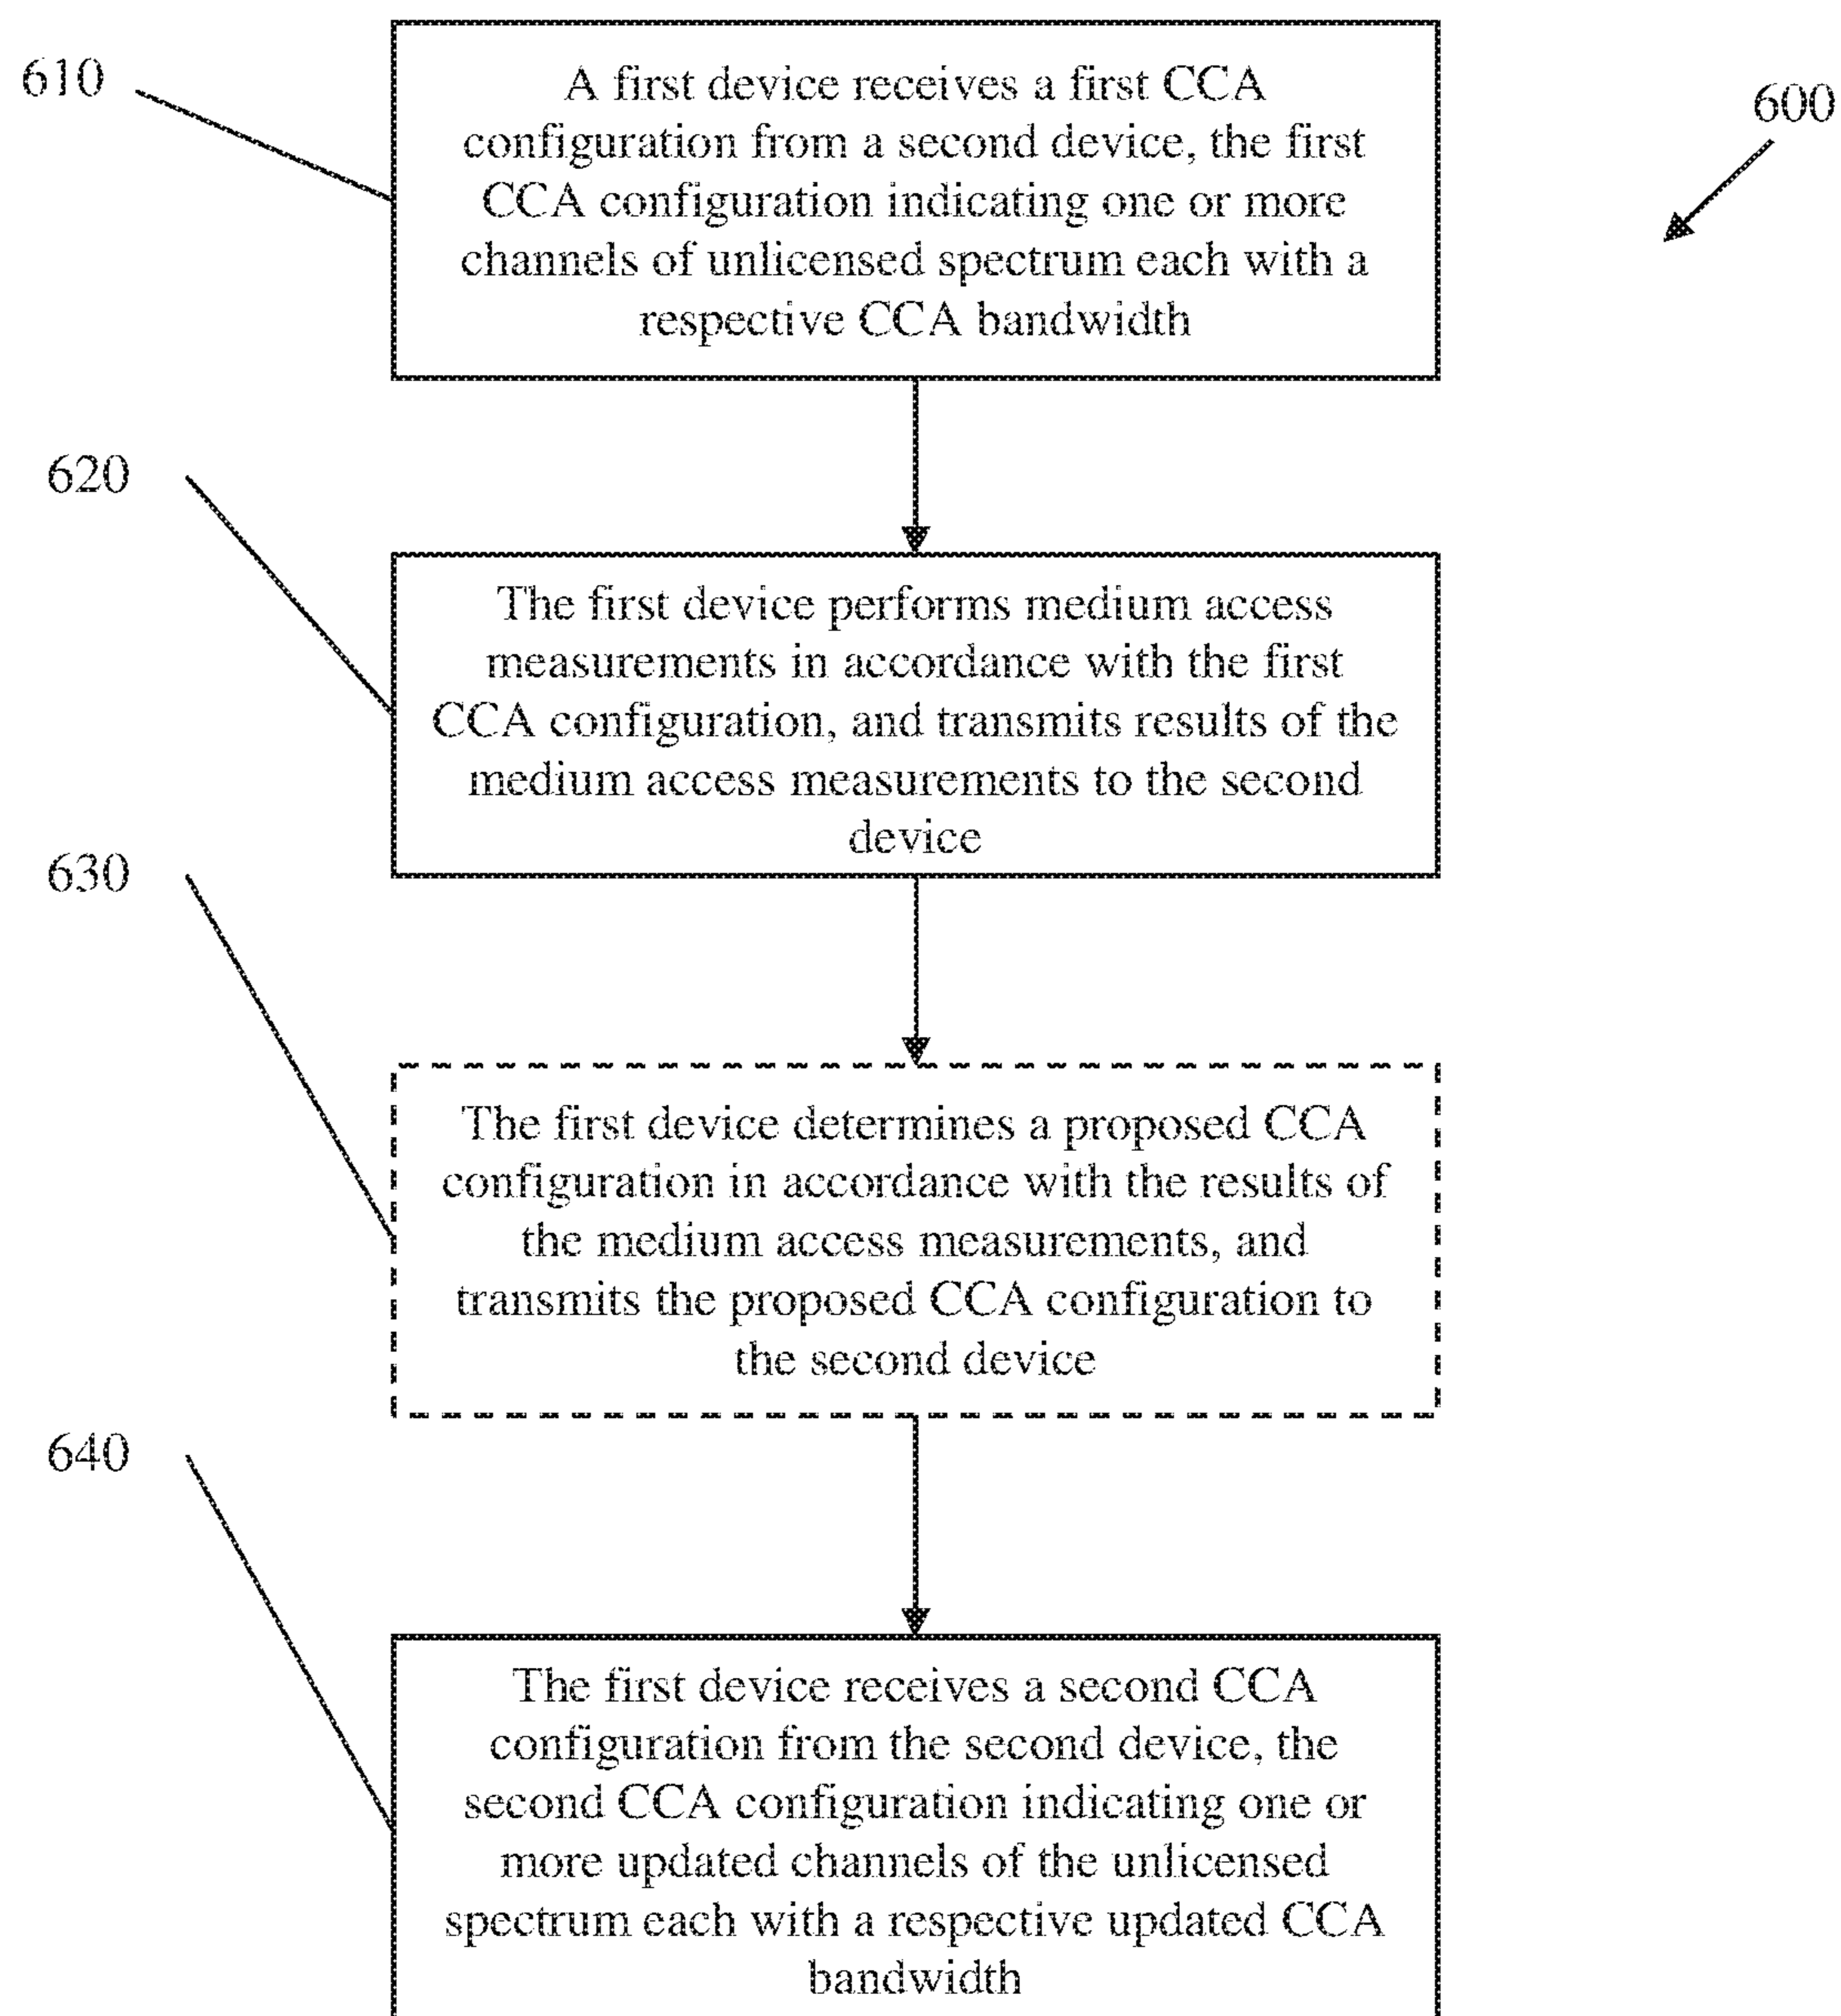 610
A first device receives a first CCA
configuration from a second device, the first
CCA configuration indicating one or more
channels of unlicensed spectrum each with a
respective CCA bandwidth
600
620
The first device performs medium access
measurements in accordance with the first
CCA configuration, and transmits results of the
medium access measurements to the second
device
630
The first device determines a proposed CCA
configuration in accordance with the results of
the medium access measurements, and
transmits the proposed CCA configuration to
the second device
640
The first device receives a second CCA
configuration from the second device, the
second CCA configuration indicating one or
more updated channels of the unlicensed
spectrum each with a respective updated CCA
bandwidth